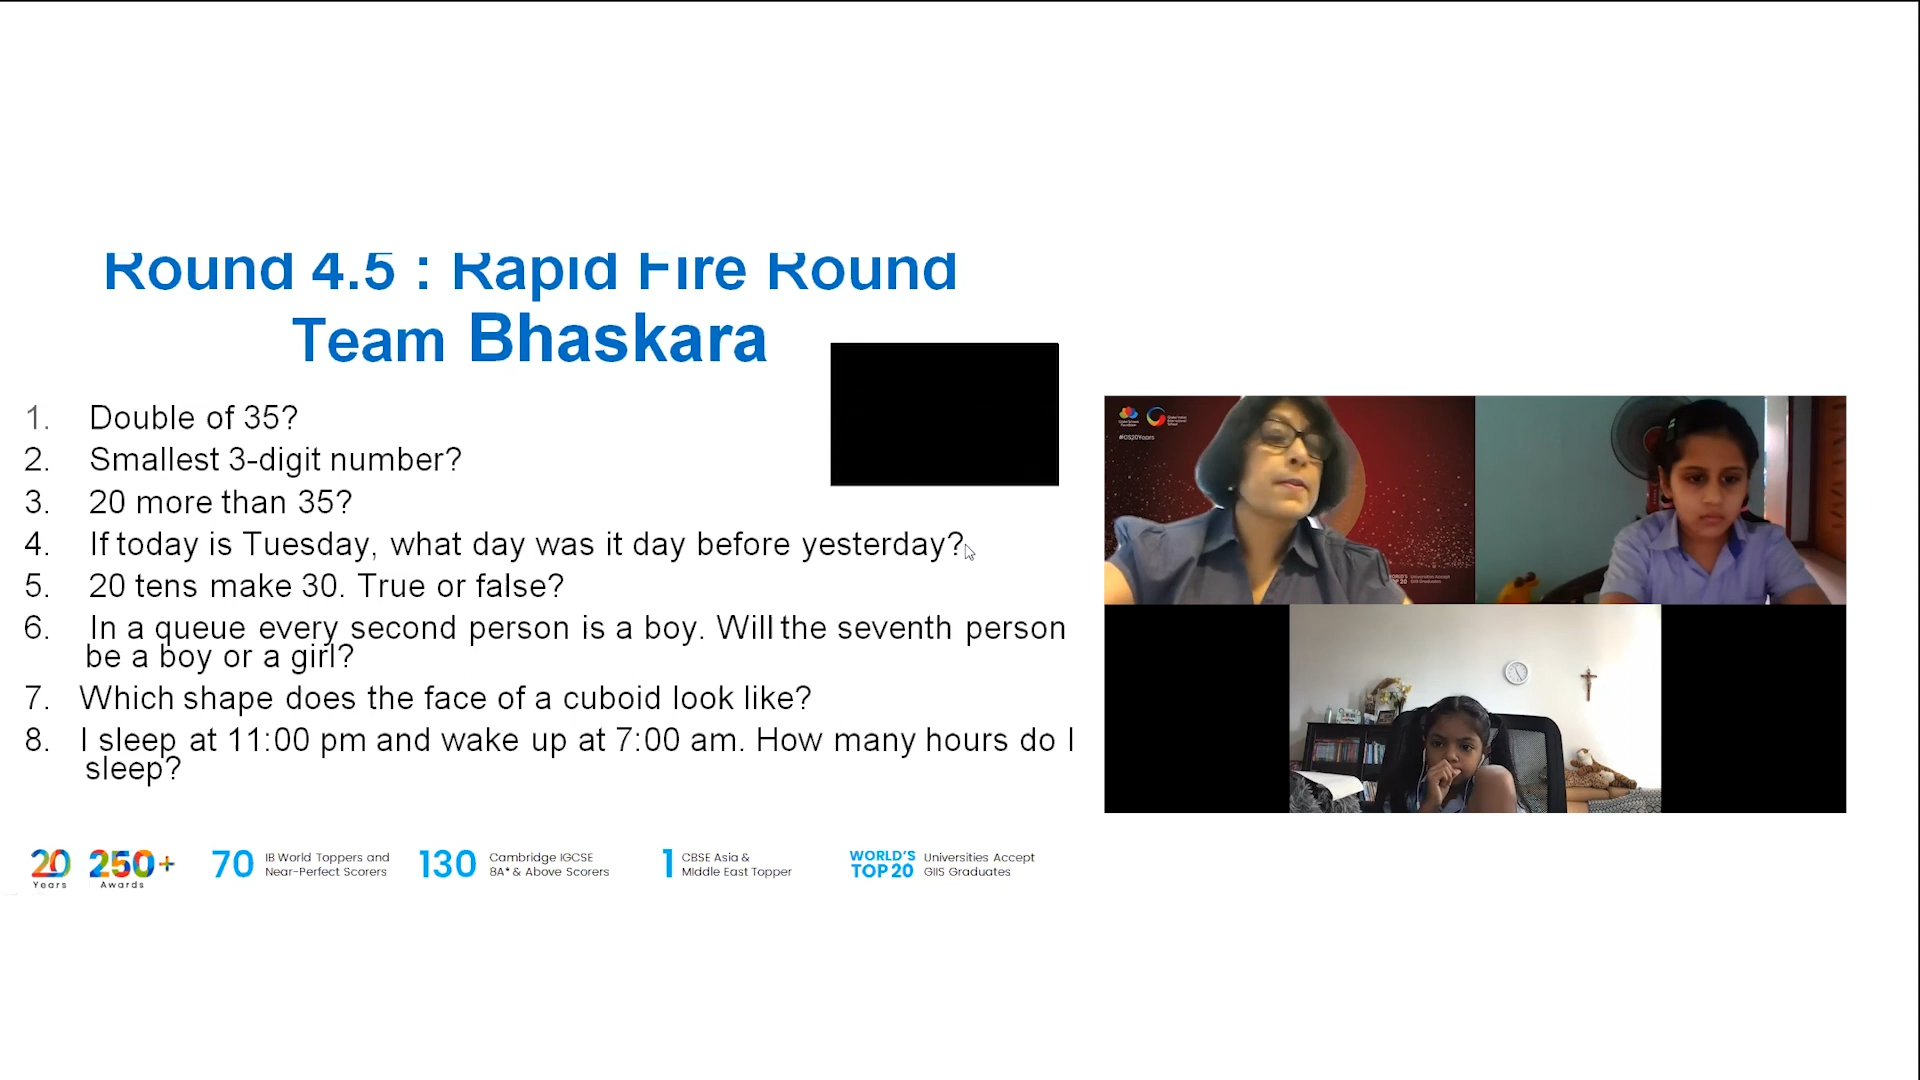 Round 4.5 : Rapid Fire Round
Team Bhaskara
1. Double of 35?
2. Smallest 3-digit number?
3. 20 more than 35?
4. If today is Tuesday, what day was it day before yesterday?
5. 20 tens make 30. True or false?
6. In a queue every second person is a boy. Will the seventh person
be a boy or a girl?
7. Which shape does the face of a cuboid look like?
8. I sleep at 11:00 pm and wake up at 7:00 am. How many hours do I
sleep?
20 Years
250+ Awards
70 IB World Toppers and
Near-Perfect Scorers
130 Cambridge IGCSE
8A* & Above Scorers
1 CBSE Asia &
Middle East Topper
WORLD'S TOP 20
Universities Accept
GIIS Graduates
#GS20Years